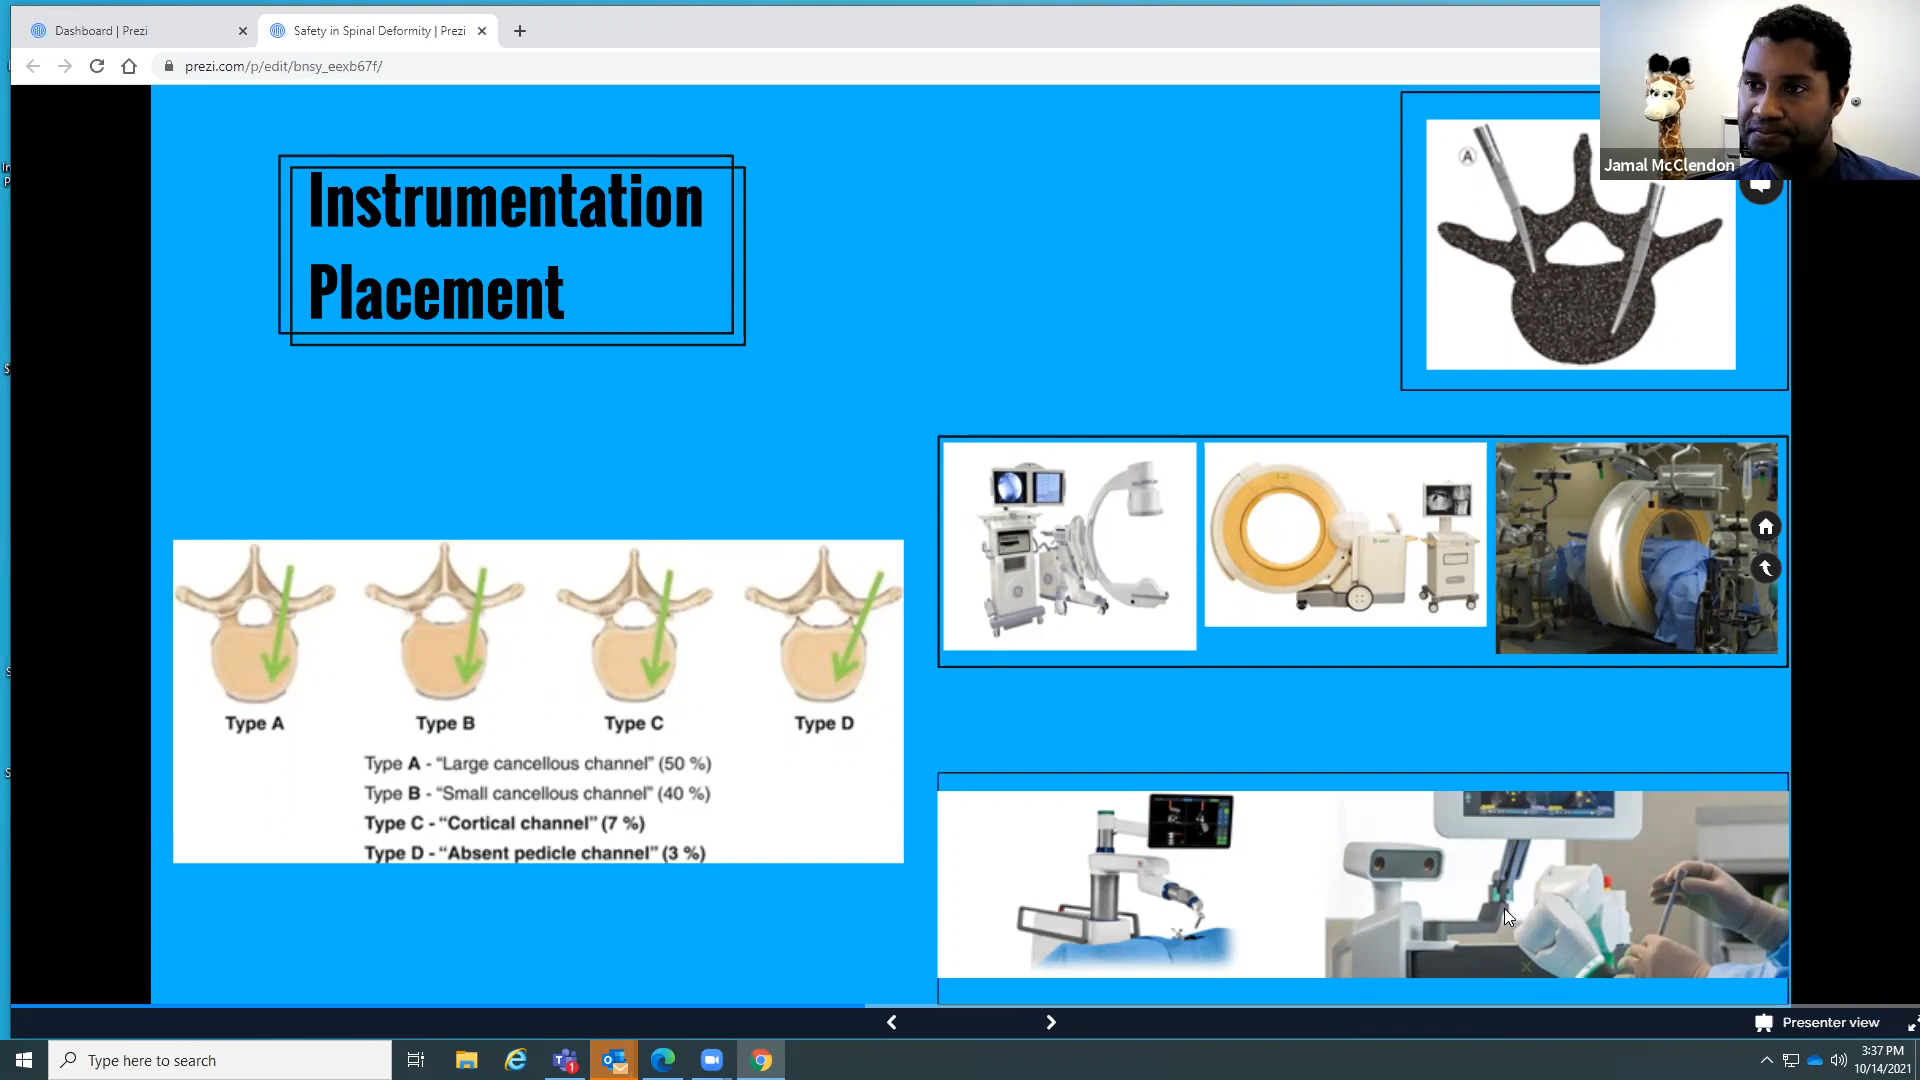 Dashboard | Prezi
Safety in Spinal Deformity | Prezi
prezi.com/p/edit/bnsy_eexb67f/
Jamal McClendon
A
Instrumentation
Placement
Type A
Type B
Type C
Type D
Type A - “Large cancellous channel” (50 %)
Type B - “Small cancellous channel” (40 %)
Type C - “Cortical channel” (7 %)
Type D - “Absent pedicle channel” (3 %)
Presenter view
Type here to search
1
3:37 PM
10/14/2021